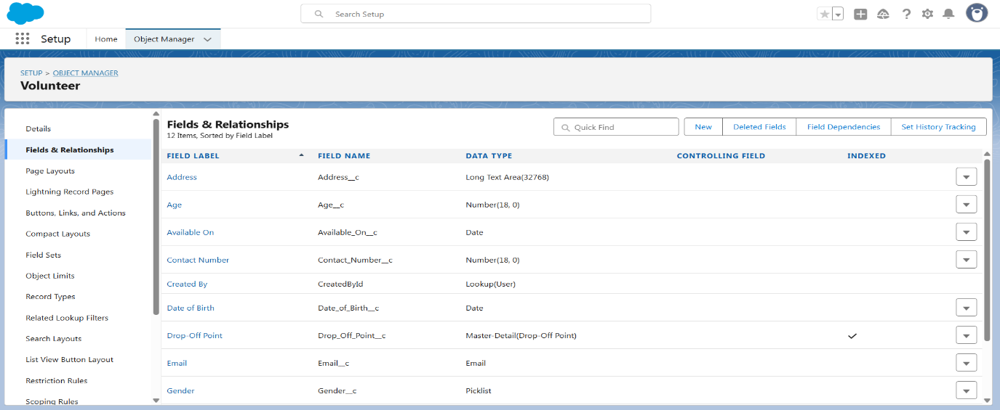 Search Setup
Setup
Home
Object Manager
SETUP > OBJECT MANAGER
Volunteer
Details
Fields & Relationships
Page Layouts
Lightning Record Pages
Buttons, Links, and Actions
Compact Layouts
Field Sets
Object Limits
Record Types
Related Lookup Filters
Search Layouts
List View Button Layout
Restriction Rules
Scoping Rules
Fields & Relationships
12 Items, Sorted by Field Label
Quick Find
New
Deleted Fields
Field Dependencies
Set History Tracking
FIELD LABEL FIELD NAME DATA TYPE CONTROLLING FIELD INDEXED
Address Address__c Long Text Area(32768)
Age Age__c Number(18, 0)
Available On Available_On__c Date
Contact Number Contact_Number__c Number(18, 0)
Created By CreatedById Lookup(User)
Date of Birth Date_of_Birth__c Date
Drop-Off Point Drop_Off_Point__c Master-Detail(Drop-Off Point)
Email Email__c Email
Gender Gender__c Picklist